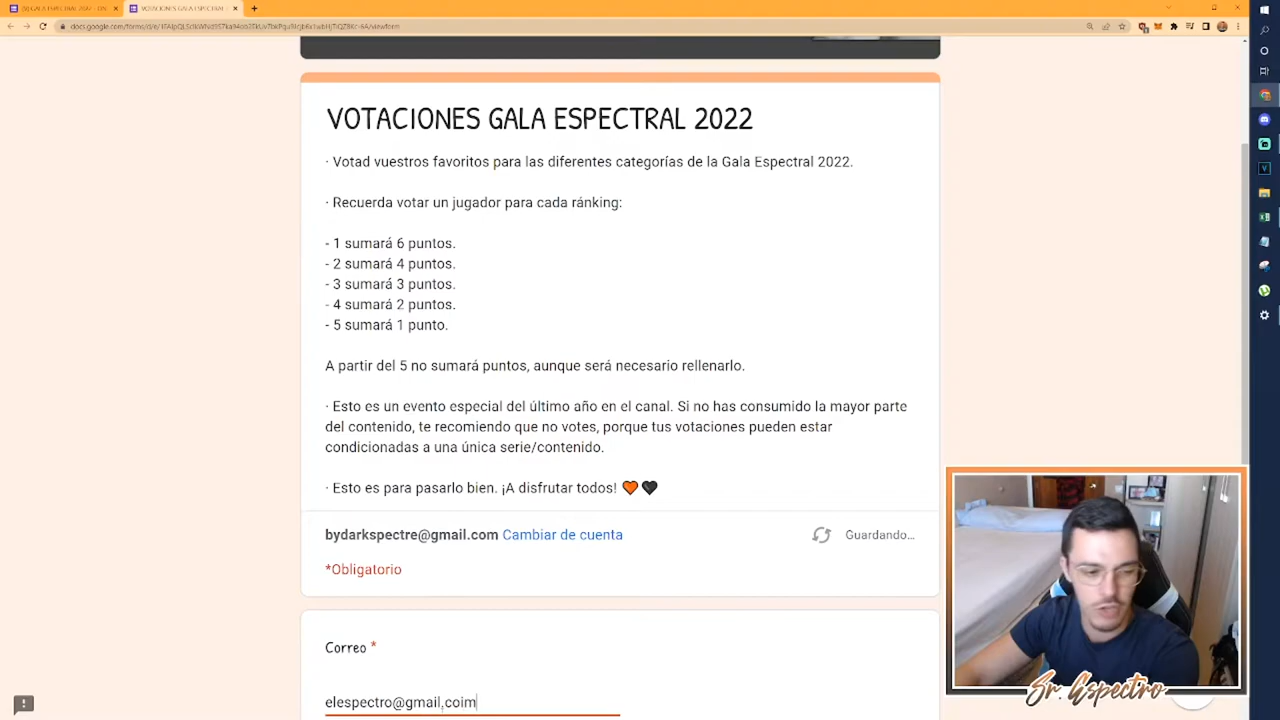 VOTACIONES GALA ESPECTRAL 2022
· Votad vuestros favoritos para las diferentes categorías de la Gala Espectral 2022.
· Recuerda votar un jugador para cada ránking:
- 1 sumará 6 puntos.
- 2 sumará 4 puntos.
- 3 sumará 3 puntos.
- 4 sumará 2 puntos.
- 5 sumará 1 punto.
A partir del 5 no sumará puntos, aunque será necesario rellenarlo.
· Esto es un evento especial del último año en el canal. Si no has consumido la mayor parte
del contenido, te recomiendo que no votes, porque tus votaciones pueden estar
condicionadas a una única serie/contenido.
· Esto es para pasarlo bien. ¡A disfrutar todos! 🧡🖤
bydarkspectre@gmail.com Cambiar de cuenta
Guardando...
*Obligatorio
Correo *
elespectro@gmail,coim
Sr. Espectro